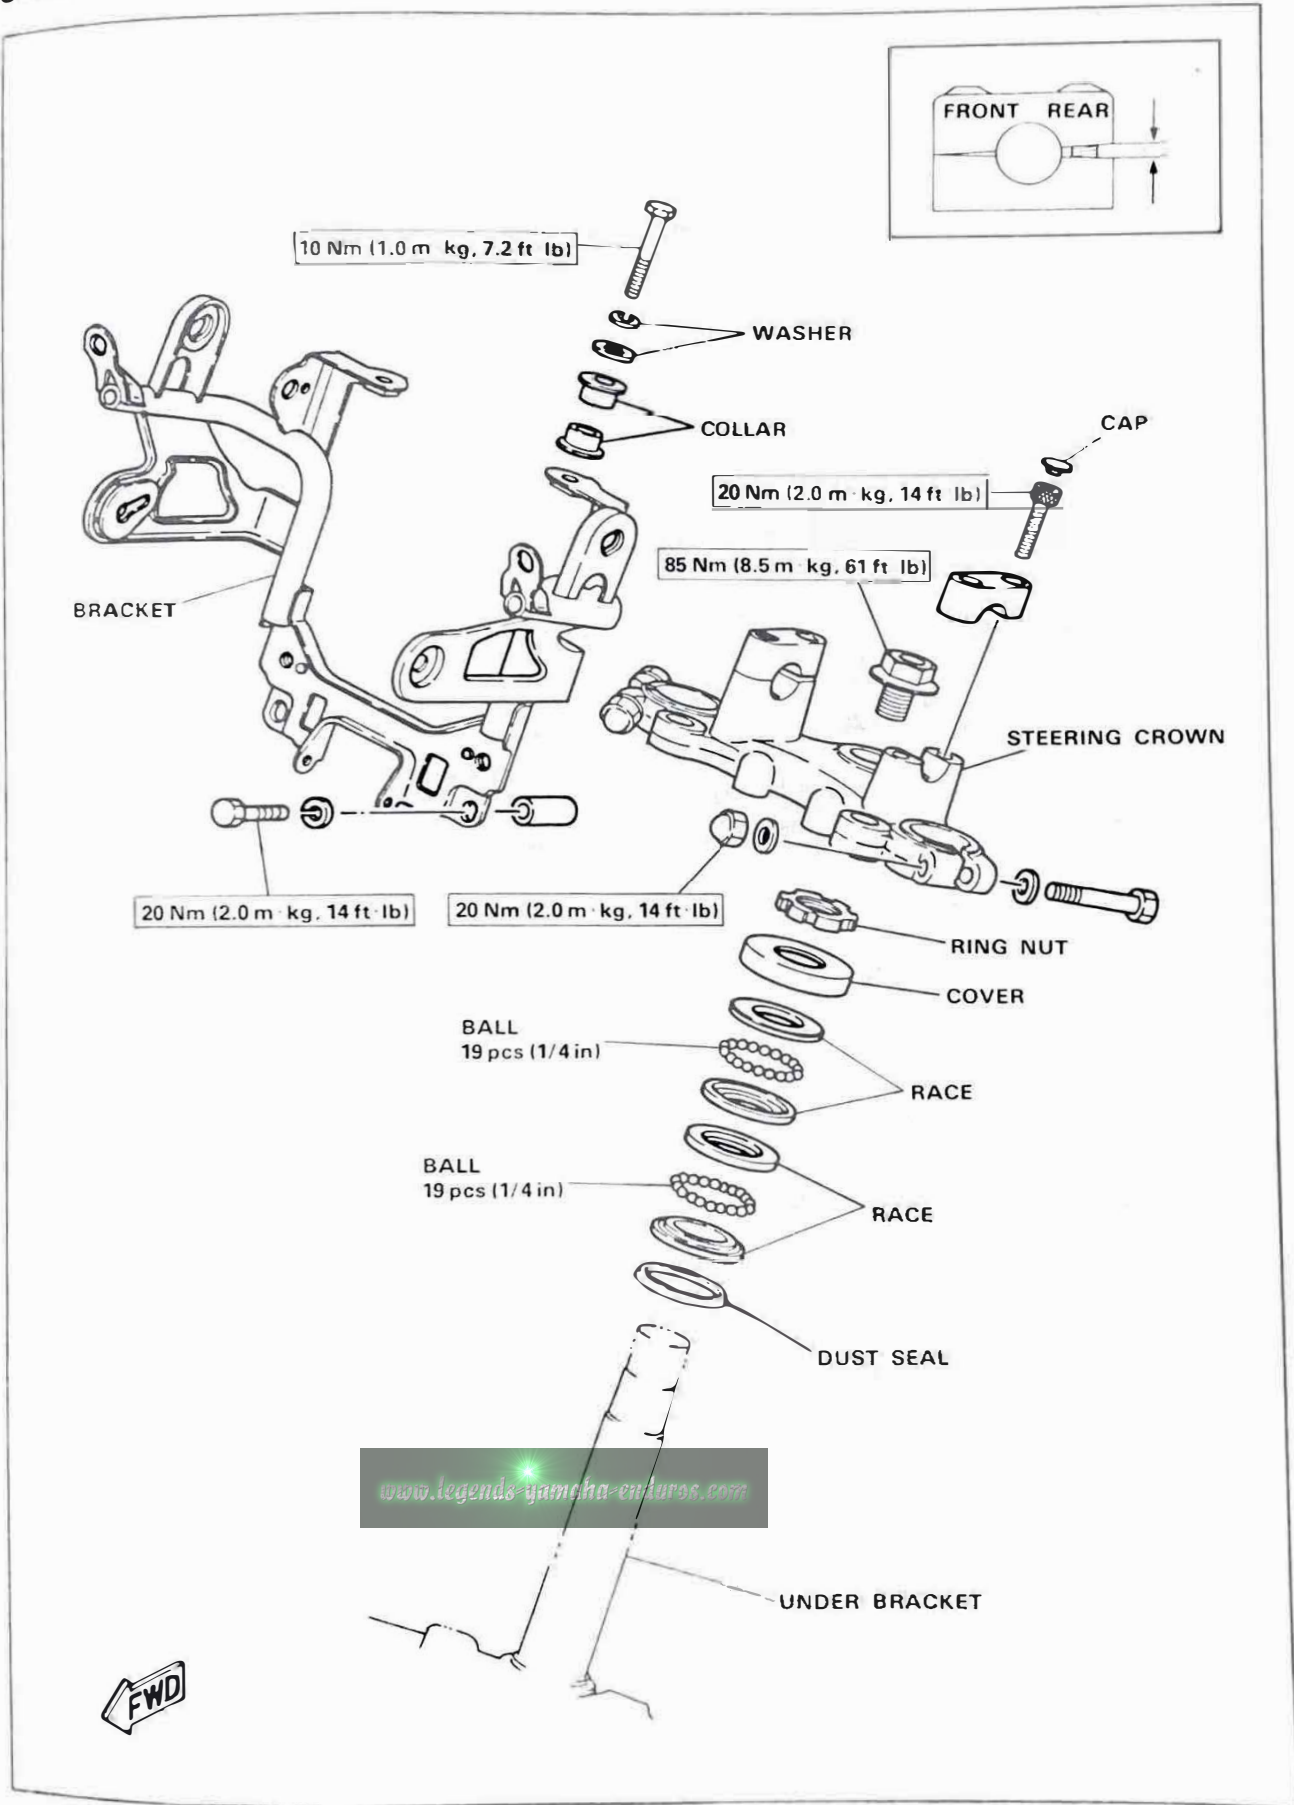 FRONT REAR
10 Nm (1.0 m · kg, 7.2 ft · lb)
WASHER
COLLAR
CAP
20 Nm (2.0 m · kg, 14 ft · lb)
85 Nm (8.5 m · kg, 61 ft · lb)
BRACKET
STEERING CROWN
20 Nm (2.0 m · kg, 14 ft · lb)
20 Nm (2.0 m · kg, 14 ft · lb)
RING NUT
COVER
BALL
19 pcs (1/4 in)
RACE
BALL
19 pcs (1/4 in)
RACE
DUST SEAL
www.legends-yamaha-enduros.com
UNDER BRACKET
FWD